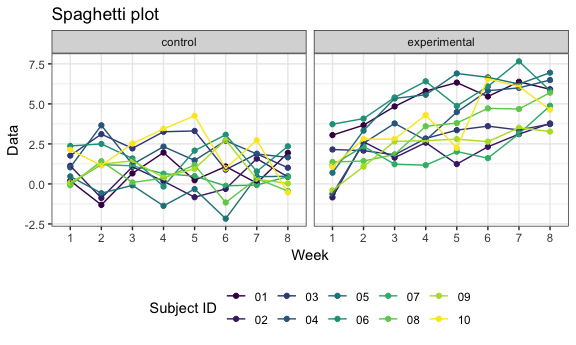 Spaghetti plot
control experimental
7.5
5.0
2.5
0.0
-2.5
Data
1 2 3 4 5 6 7 8 1 2 3 4 5 6 7 8
Week
Subject ID
01 03 05 07 09
02 04 06 08 10